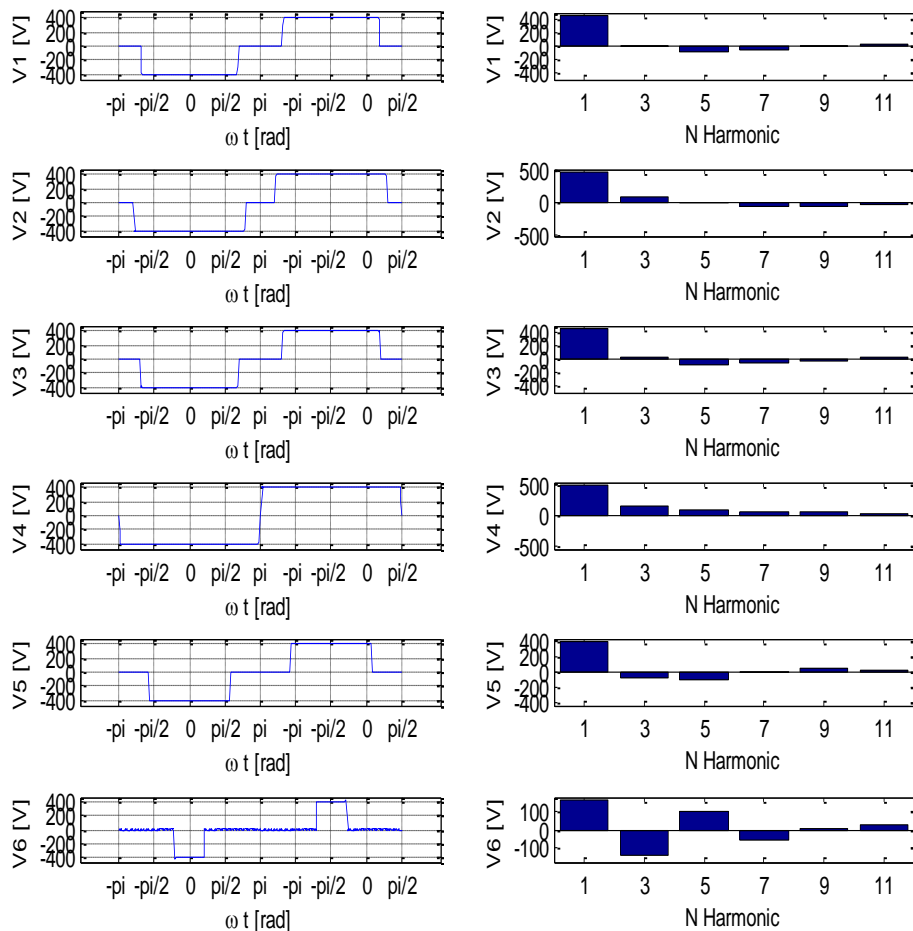 V1 [V]
400
200
0
-200
-400
-pi -pi/2 0 pi/2 pi -pi -pi/2 0 pi/2
ω t [rad]
V1 [V]
400
200
0
-200
-400
1 3 5 7 9 11
N Harmonic
V2 [V]
400
200
0
-200
-400
-pi -pi/2 0 pi/2 pi -pi -pi/2 0 pi/2
ω t [rad]
V2 [V]
500
0
-500
1 3 5 7 9 11
N Harmonic
V3 [V]
400
200
0
-200
-400
-pi -pi/2 0 pi/2 pi -pi -pi/2 0 pi/2
ω t [rad]
V3 [V]
400
200
0
-200
-400
1 3 5 7 9 11
N Harmonic
V4 [V]
400
200
0
-200
-400
-pi -pi/2 0 pi/2 pi -pi -pi/2 0 pi/2
ω t [rad]
V4 [V]
500
0
-500
1 3 5 7 9 11
N Harmonic
V5 [V]
400
200
0
-200
-400
-pi -pi/2 0 pi/2 pi -pi -pi/2 0 pi/2
ω t [rad]
V5 [V]
400
200
0
-200
-400
1 3 5 7 9 11
N Harmonic
V6 [V]
400
200
0
-200
-400
-pi -pi/2 0 pi/2 pi -pi -pi/2 0 pi/2
ω t [rad]
V6 [V]
100
0
-100
1 3 5 7 9 11
N Harmonic